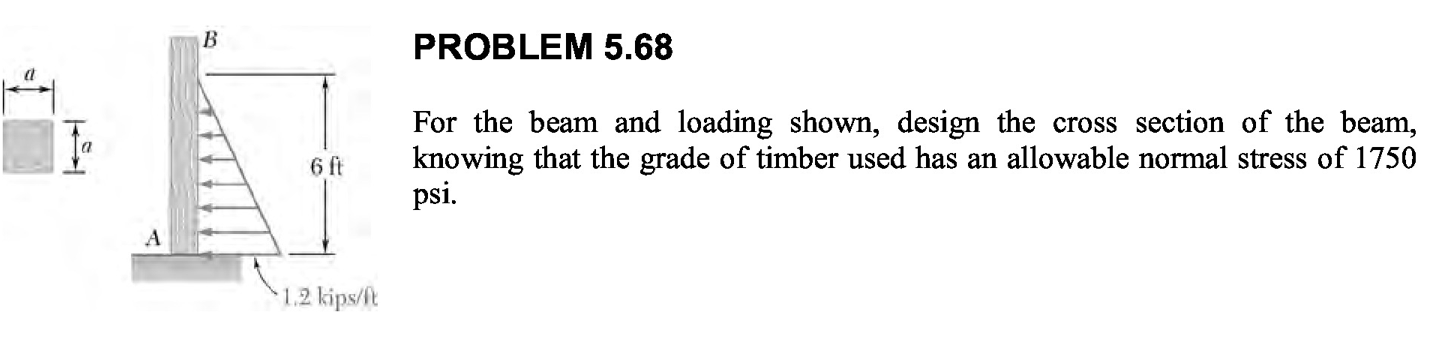 PROBLEM 5.68
For the beam and loading shown, design the cross section of the beam,
knowing that the grade of timber used has an allowable normal stress of 1750
psi.
B
a
a
6 ft
A
1.2 kips/ft